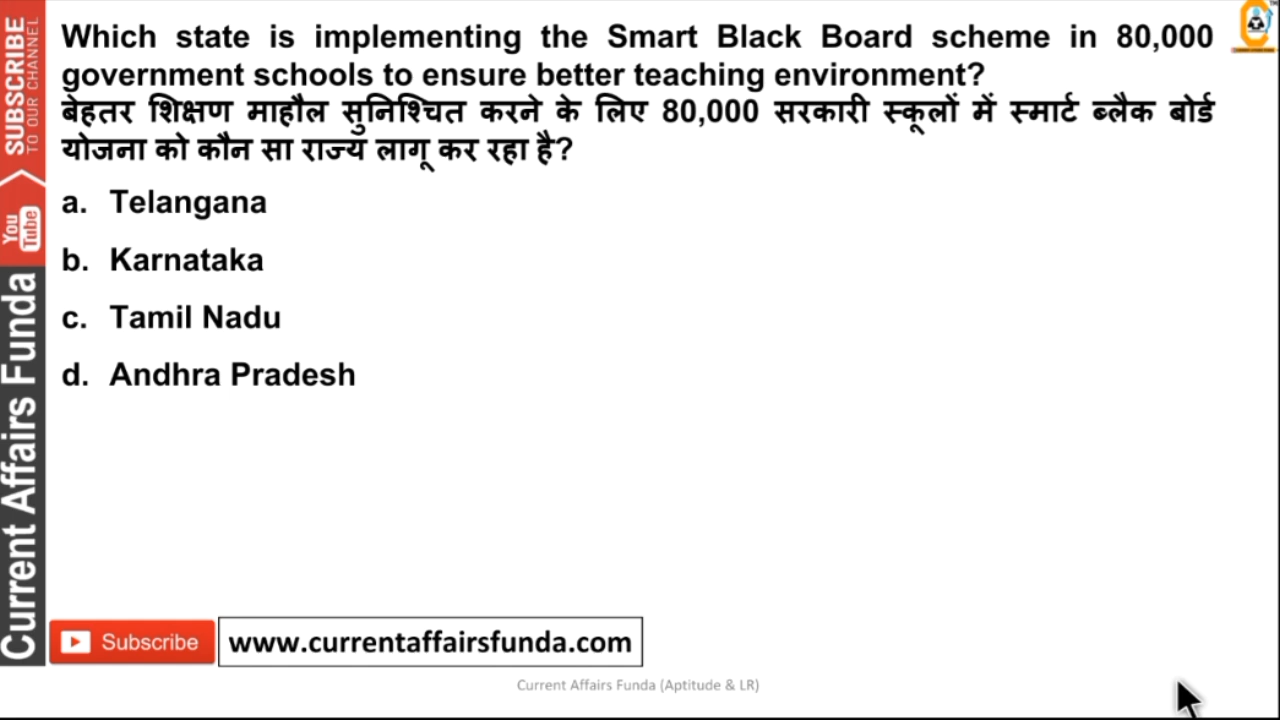 Which state is implementing the Smart Black Board scheme in 80,000
government schools to ensure better teaching environment?
बेहतर शिक्षण माहौल सुनिश्चित करने के लिए 80,000 सरकारी स्कूलों में स्मार्ट ब्लैक बोर्ड
योजना को कौन सा राज्य लागू कर रहा है?
a. Telangana
b. Karnataka
c. Tamil Nadu
d. Andhra Pradesh
SUBSCRIBE
TO OUR CHANNEL
You
Tube
Current Affairs Funda
Subscribe
www.currentaffairsfunda.com
Current Affairs Funda (Aptitude & LR)